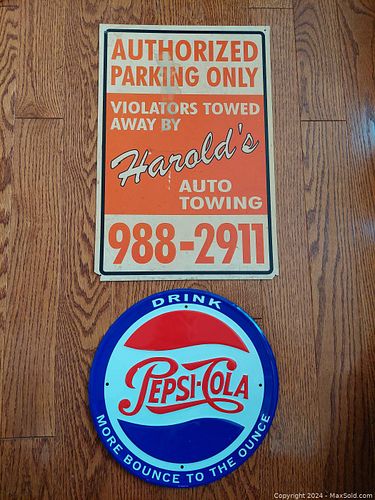 AUTHORIZED
PARKING ONLY
VIOLATORS TOWED
AWAY BY
Harold's
AUTO
TOWING
988-2911
DRINK
PEPSI-COLA
MORE BOUNCE TO THE OUNCE
Copyright 2024 - MaxSold.com